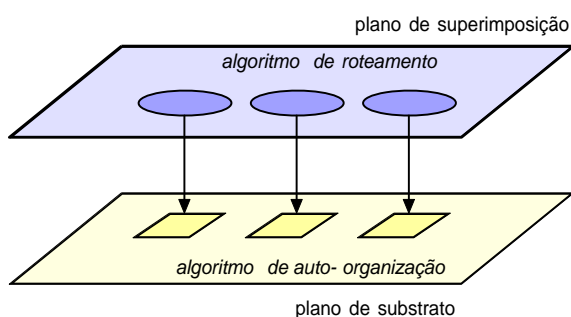 plano de superimposição
algoritmo de roteamento
algoritmo de auto- organização
plano de substrato